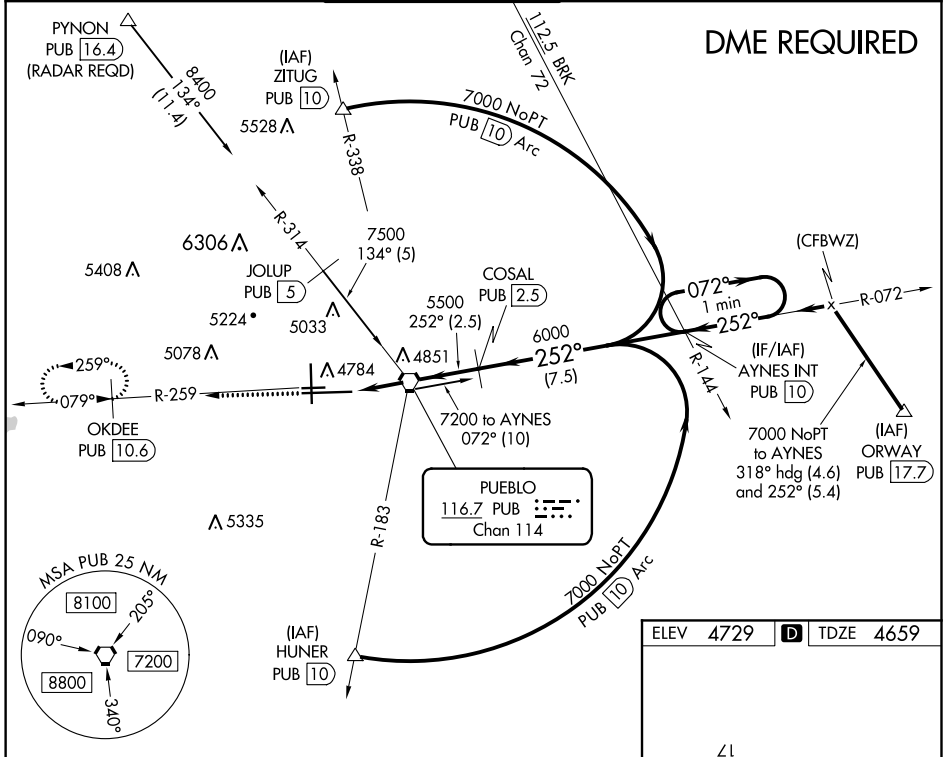 DME REQUIRED
PYNON
PUB 16.4
(RADAR REQD)
8400
134°
(11.4)
(IAF)
ZITUG
PUB 10
5528
R-338
7000 NoPT
PUB 10 Arc
112.5 BRK
Chan 72
R-314
6306
7500
134° (5)
5408
JOLUP
PUB 5
5224
5033
COSAL
PUB 2.5
5500
252° (2.5)
6000
252°
(7.5)
072°
1 min
252°
(CFBWZ)
R-072
5078
4784
4851
(IF/IAF)
AYNES INT
PUB 10
R-144
259°
079°
R-259
OKDEE
PUB 10.6
7200 to AYNES
072° (10)
7000 NoPT
to AYNES
318° hdg (4.6)
and 252° (5.4)
(IAF)
ORWAY
PUB 17.7
PUEBLO
116.7 PUB
Chan 114
5335
R-183
7000 NoPT
PUB 10 Arc
MSA PUB 25 NM
8100
205°
090°
7200
8800
340°
(IAF)
HUNER
PUB 10
ELEV 4729 D TDZE 4659
17